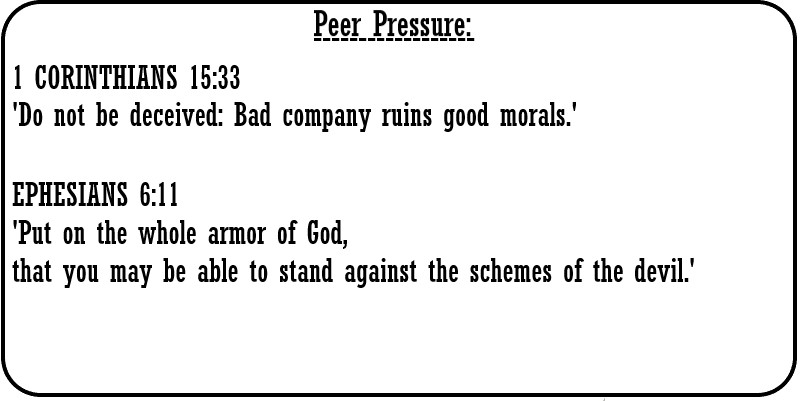 Peer Pressure:
1 CORINTHIANS 15:33
'Do not be deceived: Bad company ruins good morals.'
EPHESIANS 6:11
'Put on the whole armor of God,
that you may be able to stand against the schemes of the devil.'